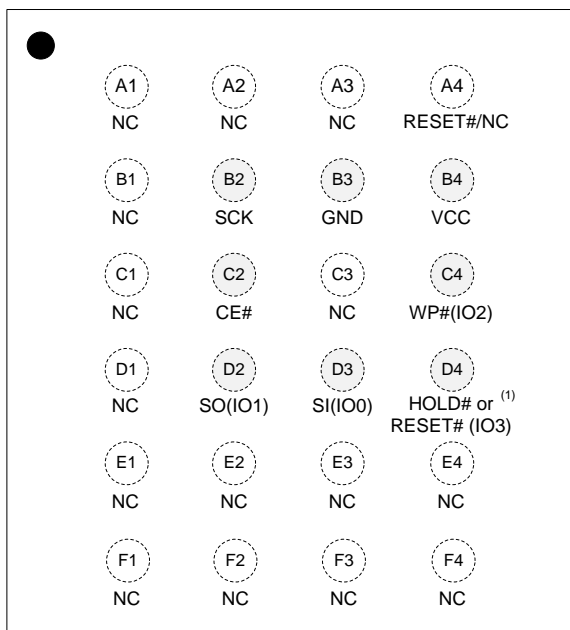 A1 A2 A3 A4
NC NC NC RESET#/NC
B1 B2 B3 B4
NC SCK GND VCC
C1 C2 C3 C4
NC CE# NC WP#(IO2)
D1 D2 D3 D4
NC SO(IO1) SI(IO0) HOLD# or (1)
RESET# (IO3)
E1 E2 E3 E4
NC NC NC NC
F1 F2 F3 F4
NC NC NC NC